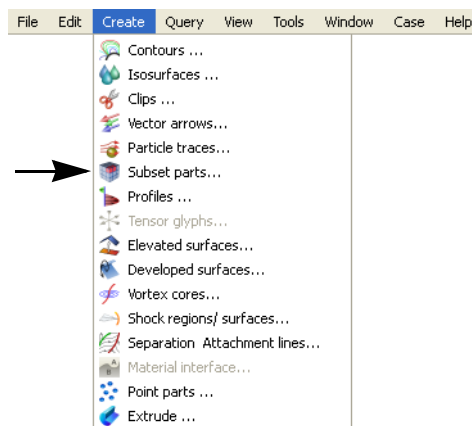 File Edit Create Query View Tools Window Case Help
Contours ...
Isosurfaces ...
Clips ...
Vector arrows...
Particle traces...
Subset parts...
Profiles ...
Tensor glyphs...
Elevated surfaces...
Developed surfaces...
Vortex cores...
Shock regions/ surfaces...
Separation Attachment lines...
Material interface...
Point parts ...
Extrude ...